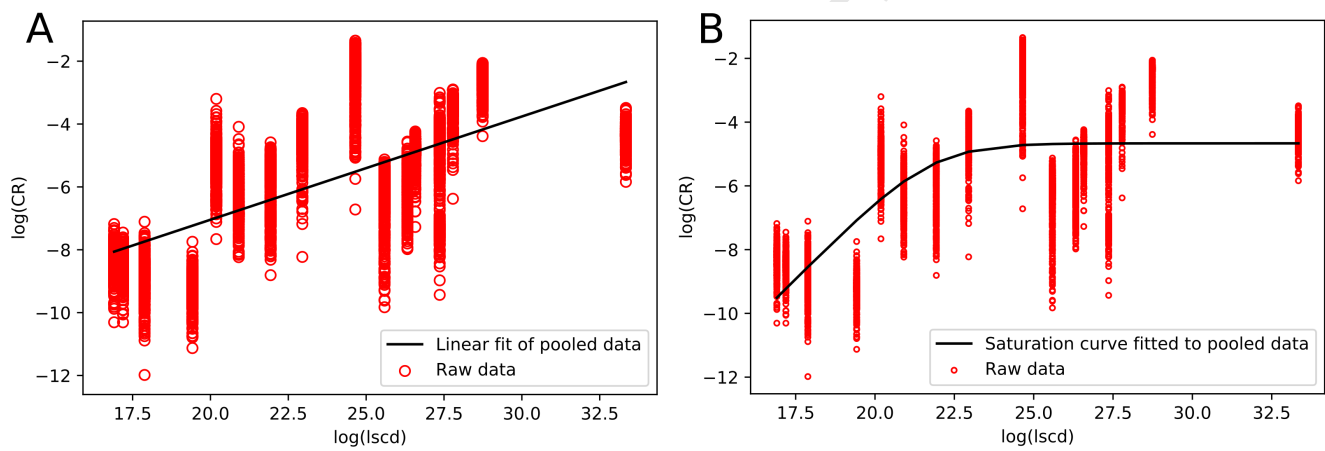 A
−2
−4
−6
−8
−10
−12
log(CR)
17.5 20.0 22.5 25.0 27.5 30.0 32.5
log(lscd)
Linear fit of pooled data
Raw data
B
−2
−4
−6
−8
−10
−12
log(CR)
17.5 20.0 22.5 25.0 27.5 30.0 32.5
log(lscd)
Saturation curve fitted to pooled data
Raw data